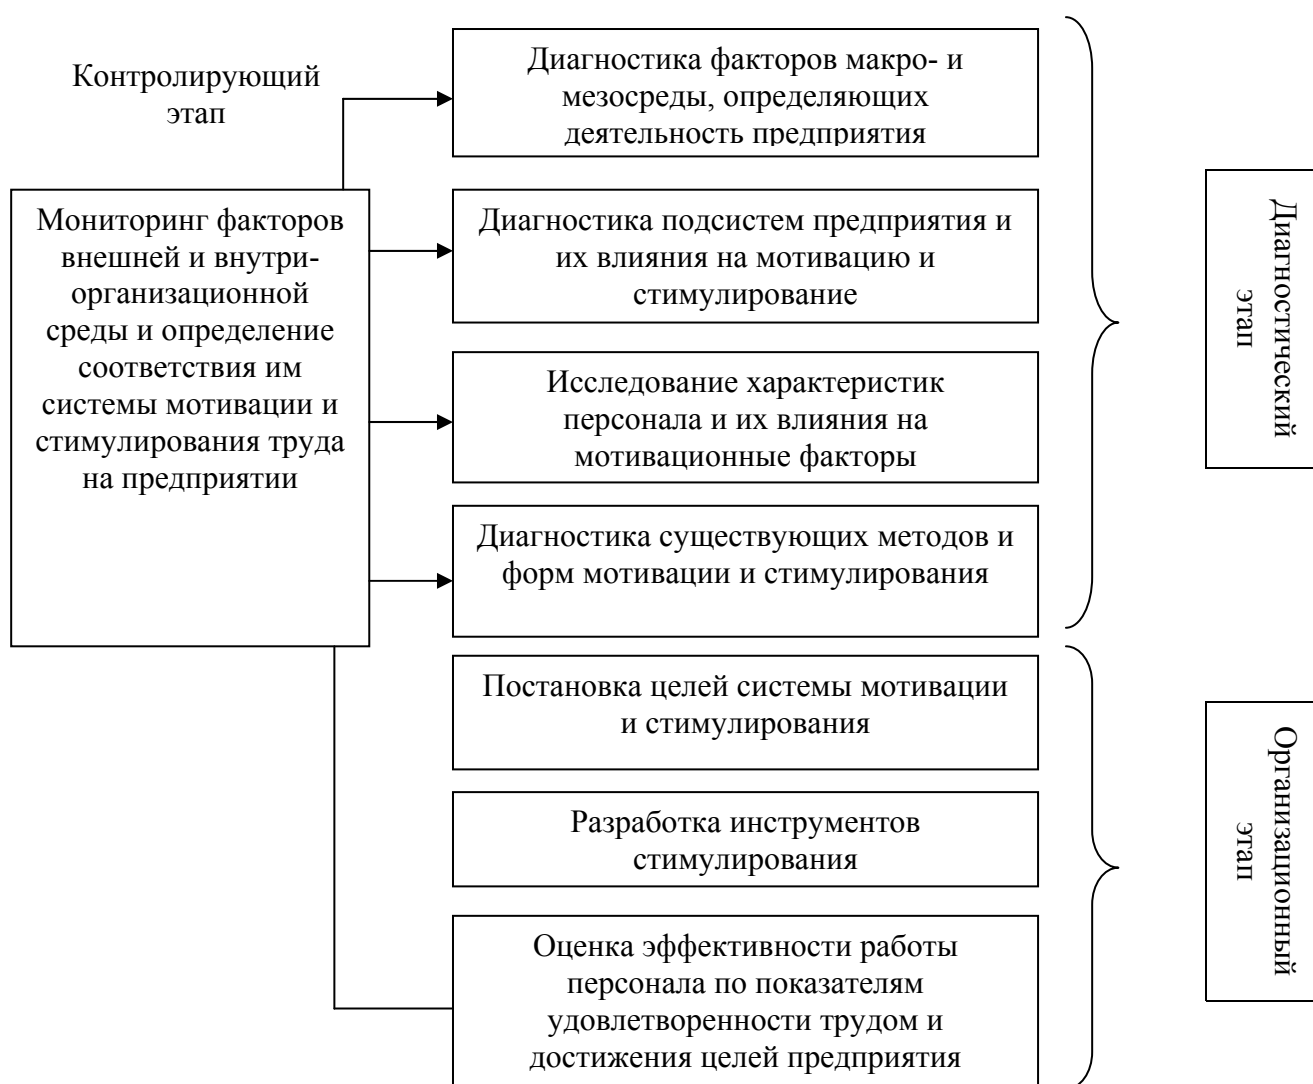 Контролирующий
этап
Мониторинг факторов
внешней и внутри-
организационной
среды и определение
соответствия им
системы мотивации и
стимулирования труда
на предприятии
Диагностика факторов макро- и
мезосреды, определяющих
деятельность предприятия
Диагностика подсистем предприятия и
их влияния на мотивацию и
стимулирование
Исследование характеристик
персонала и их влияния на
мотивационные факторы
Диагностика существующих методов и
форм мотивации и стимулирования
Постановка целей системы мотивации
и стимулирования
Разработка инструментов
стимулирования
Оценка эффективности работы
персонала по показателям
удовлетворенности трудом и
достижения целей предприятия
Диагностический
этап
Организационный
этап